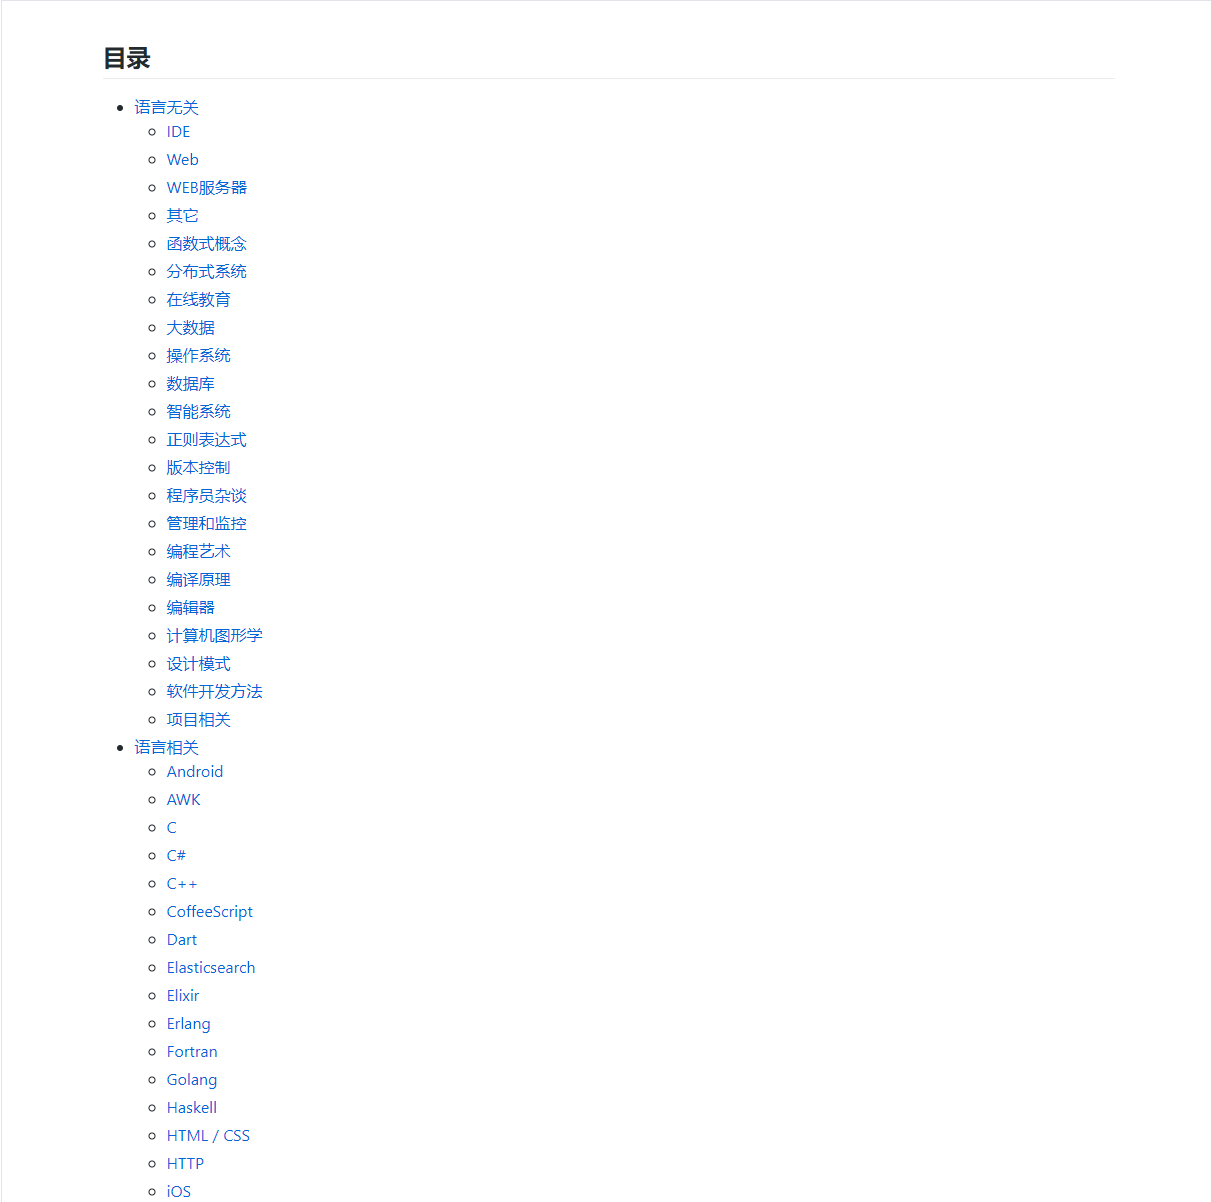 目录
语言无关
IDE
Web
WEB服务器
其它
函数式概念
分布式系统
在线教育
大数据
操作系统
数据库
智能系统
正则表达式
版本控制
程序员杂谈
管理和监控
编程艺术
编译原理
编辑器
计算机图形学
设计模式
软件开发方法
项目相关
语言相关
Android
AWK
C
C#
C++
CoffeeScript
Dart
Elasticsearch
Elixir
Erlang
Fortran
Golang
Haskell
HTML / CSS
HTTP
iOS